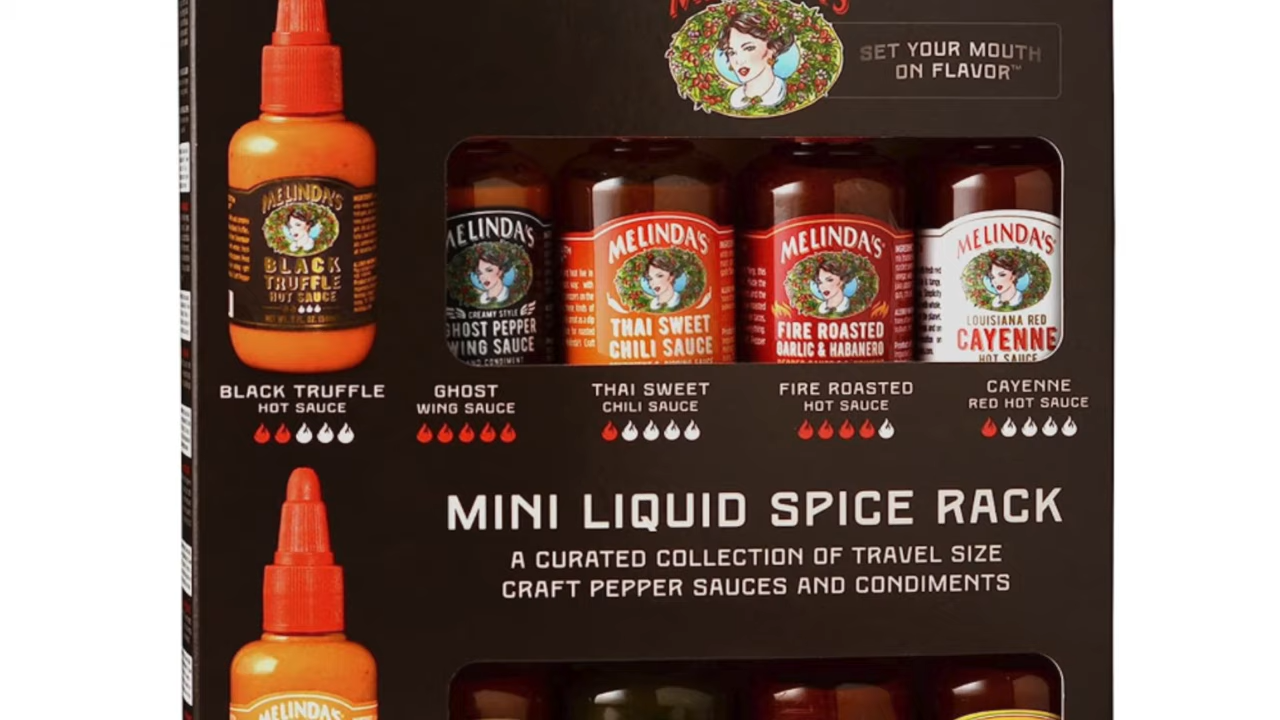 SET YOUR MOUTH
ON FLAVOR™
MELINDA'S
BLACK
TRUFFLE
HOT SAUCE
MELINDA'S
CREAMY STYLE
GHOST PEPPER
WING SAUCE
AND CONDIMENT
MELINDA'S
THAI SWEET
CHILI SAUCE
MELINDA'S
FIRE ROASTED
GARLIC & HABANERO
MELINDA'S
LOUISIANA RED
CAYENNE
HOT SAUCE
BLACK TRUFFLE
HOT SAUCE
GHOST
WING SAUCE
THAI SWEET
CHILI SAUCE
FIRE ROASTED
HOT SAUCE
CAYENNE
RED HOT SAUCE
MINI LIQUID SPICE RACK
A CURATED COLLECTION OF TRAVEL SIZE
CRAFT PEPPER SAUCES AND CONDIMENTS
MELINDA'S